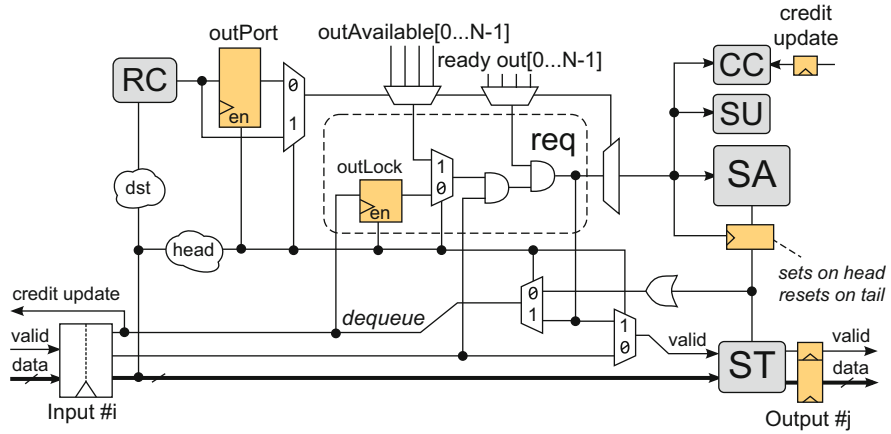 outPort
outAvailable[0...N-1]
ready out[0...N-1]
credit
update
RC
CC
0
1
en
SU
req
outLock
1
0
en
SA
dst
head
sets on head
resets on tail
credit update
dequeue
0
1
1
0
valid
valid
data
valid
ST
data
Input #i
Output #j